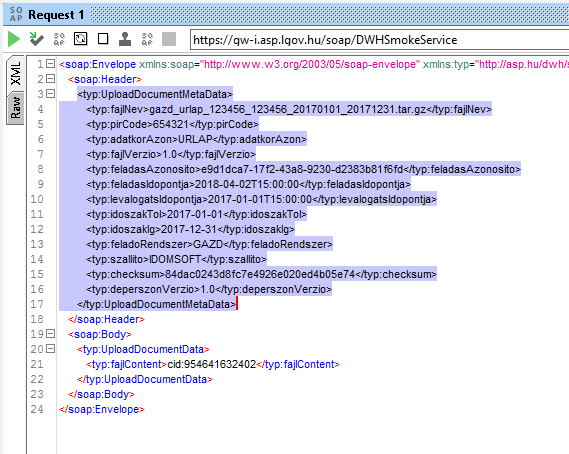 SO AP Request 1
SO AP https://gw-i.asp.lgov.hu/soap/DWHSmokeService
XML
Raw
1 <soap:Envelope xmlns:soap="http://www.w3.org/2003/05/soap-envelope" xmlns:typ="http://asp.hu/dwh/s
2 <soap:Header>
3 <typ:UploadDocumentMetaData>
4 <typ:fajlNev>gazd_urlap_123456_123456_20170101_20171231.tar.gz</typ:fajlNev>
5 <typ:pirCode>654321</typ:pirCode>
6 <typ:adatkorAzon>URLAP</typ:adatkorAzon>
7 <typ:fajlVerzio>1.0</typ:fajlVerzio>
8 <typ:feladasAzonosito>e9d1dca7-17f2-43a8-9230-d2383b81f6fd</typ:feladasAzonosito>
9 <typ:feladasIdopontja>2018-04-02T15:00:00</typ:feladasIdopontja>
10 <typ:levalogatsIdopontja>2017-01-01T15:00:00</typ:levalogatsIdopontja>
11 <typ:idoszakTol>2017-01-01</typ:idoszakTol>
12 <typ:idoszakIg>2017-12-31</typ:idoszakIg>
13 <typ:feladoRendszer>GAZD</typ:feladoRendszer>
14 <typ:szallito>IDOMSOFT</typ:szallito>
15 <typ:checksum>84dac0243d8fc7e4926e020ed4b05e74</typ:checksum>
16 <typ:deperszonVerzio>1.0</typ:deperszonVerzio>
17 </typ:UploadDocumentMetaData>
18 </soap:Header>
19 <soap:Body>
20 <typ:UploadDocumentData>
21 <typ:fajlContent>cid:954641632402</typ:fajlContent>
22 </typ:UploadDocumentData>
23 </soap:Body>
24 </soap:Envelope>